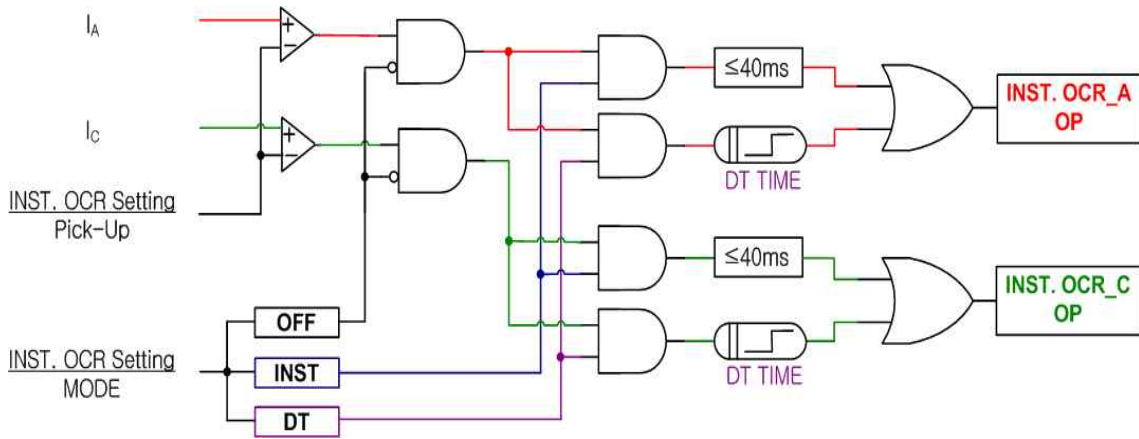 I_A
+
−
≤40ms
INST. OCR_A
OP
I_C
+
−
DT TIME
INST. OCR Setting
Pick-Up
≤40ms
INST. OCR_C
OP
OFF
DT TIME
INST. OCR Setting
MODE
INST
DT